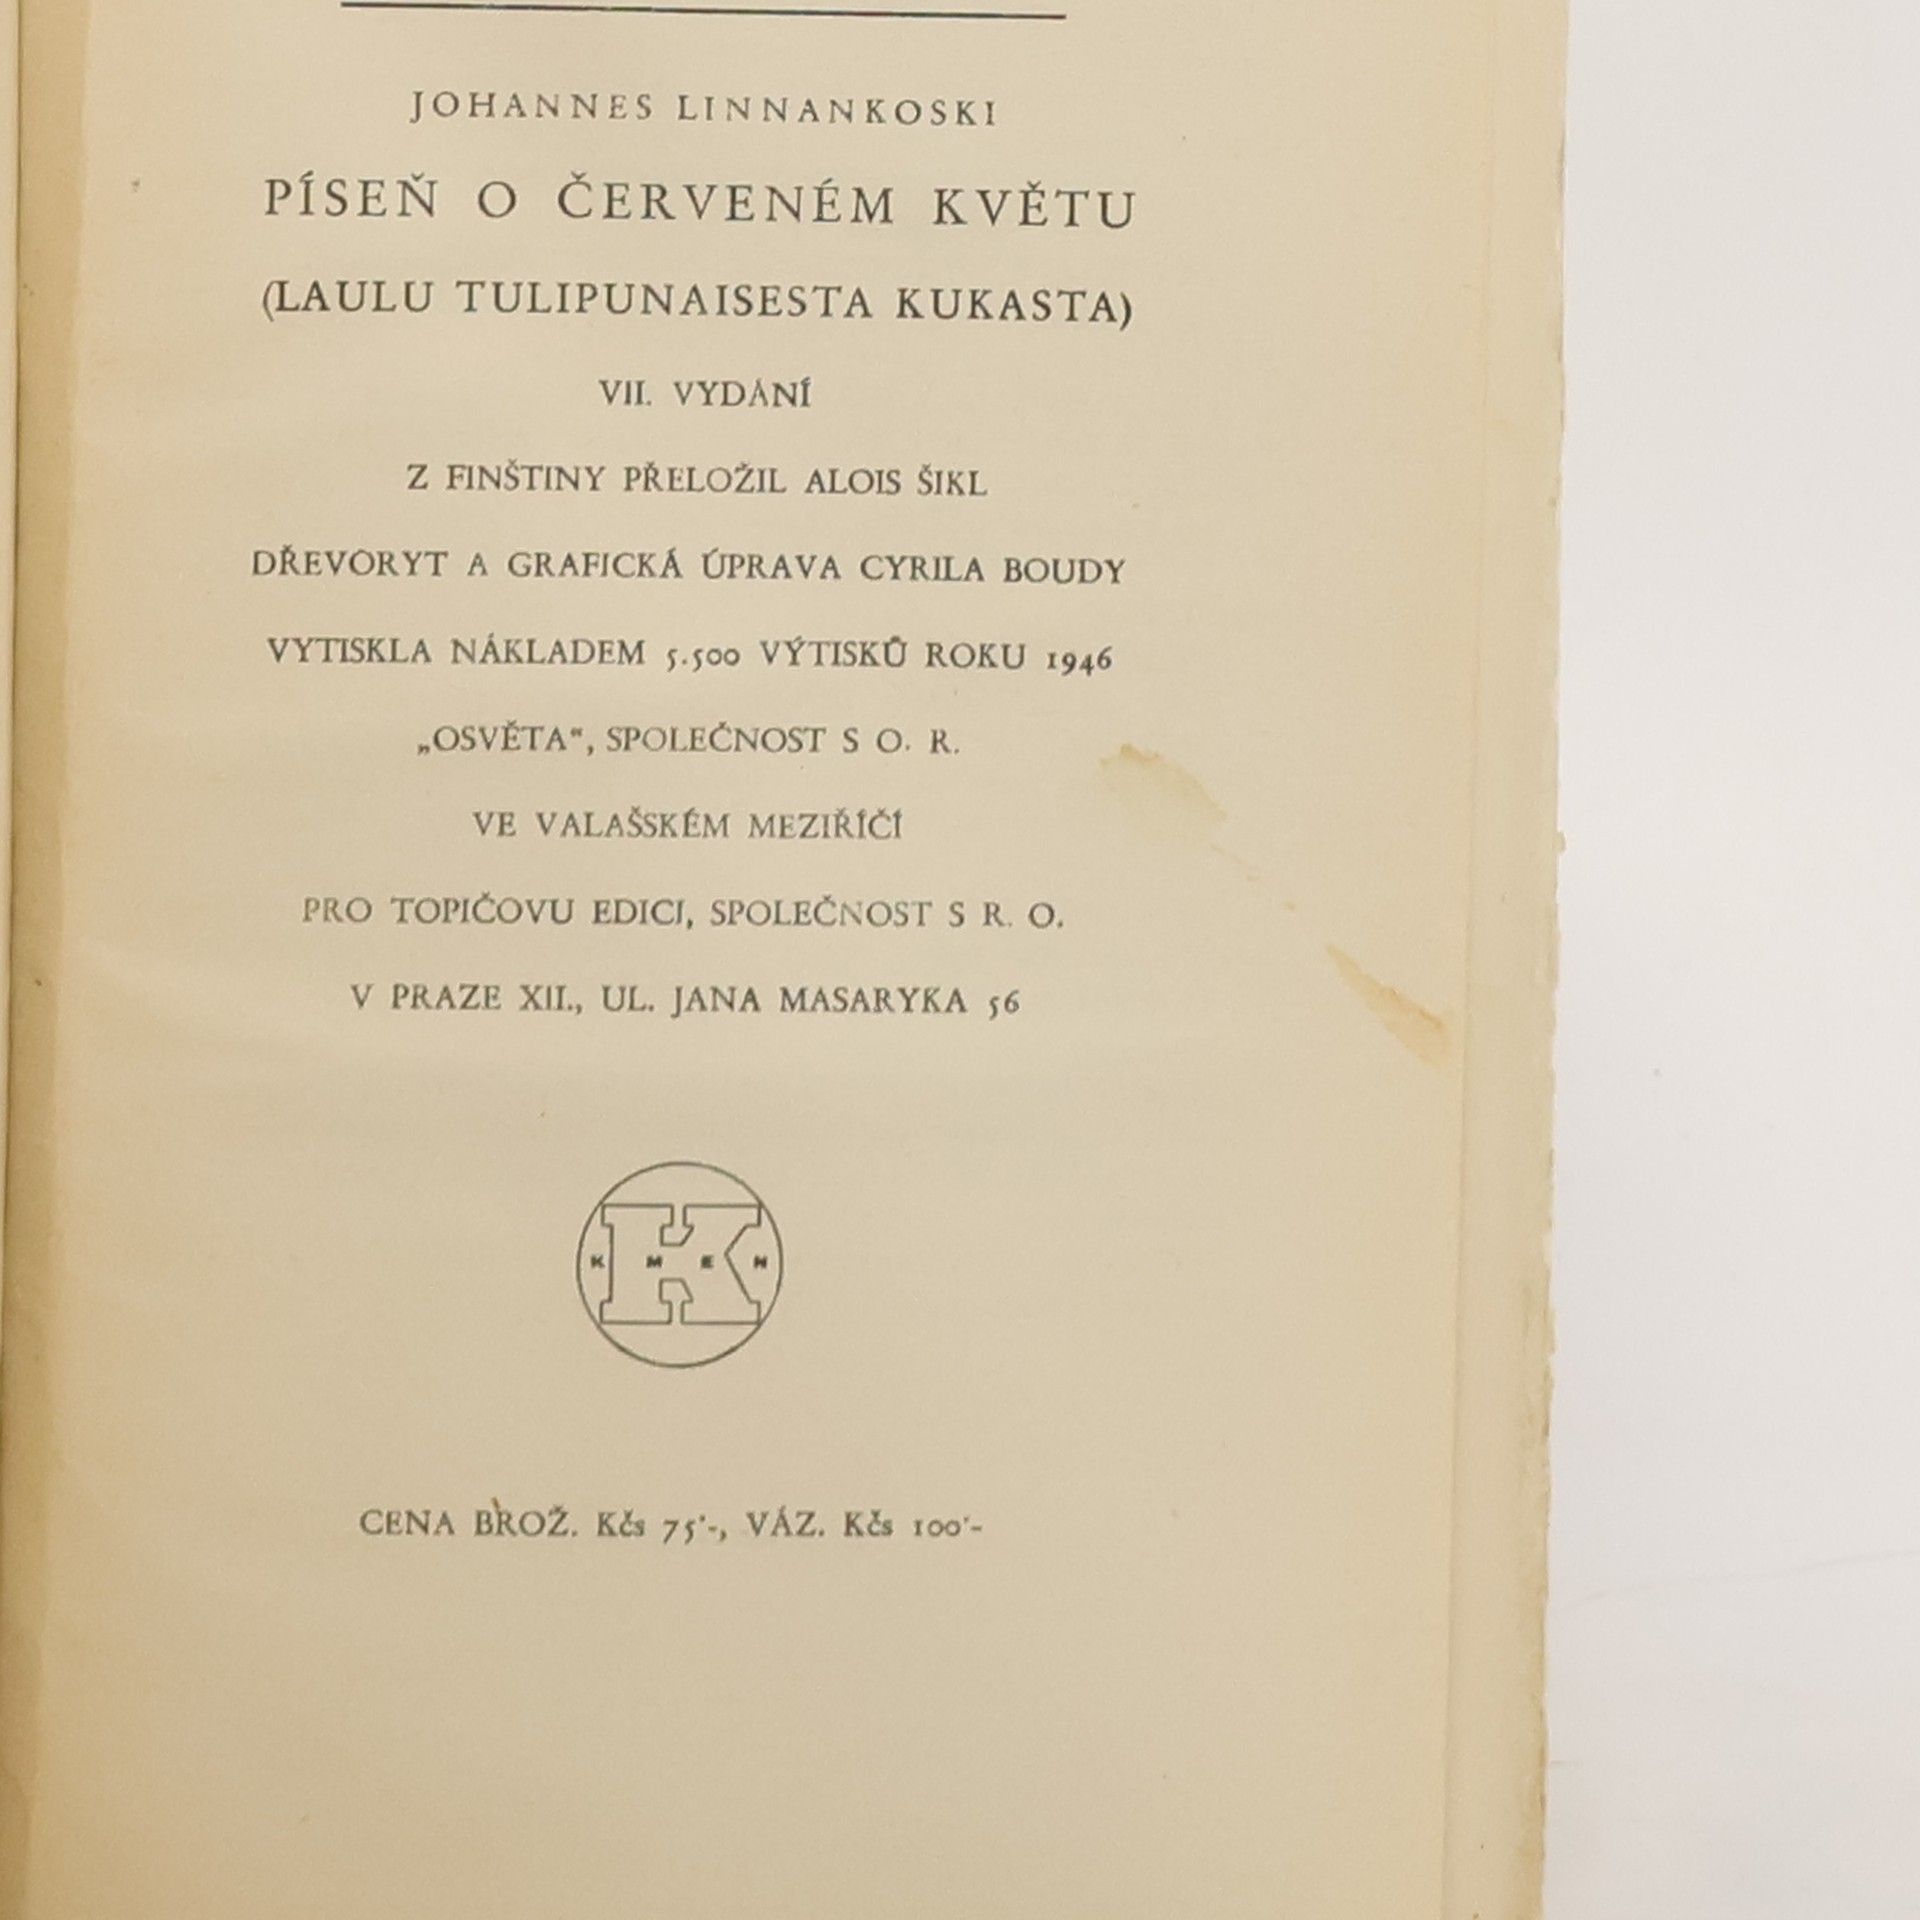 JOHANNES LINNANKOSKI
PÍSEŇ O ČERVENÉM KVĚTU
(LAULU TULIPUNAISESTA KUKASTA)
VII. VYDÁNÍ
Z FINŠTINY PŘELOŽIL ALOIS ŠIKL
DŘEVORYT A GRAFICKÁ ÚPRAVA CYRILA BOUDY
VYTISKLA NÁKLADEM 5.500 VÝTISKŮ ROKU 1946
„OSVĚTA“, SPOLEČNOST S O. R.
VE VALAŠSKÉM MEZIŘÍČÍ
PRO TOPIČOVU EDICI, SPOLEČNOST S R. O.
V PRAZE XII., UL. JANA MASARYKA 56
K M E N
CENA BROŽ. Kčs 75'-, VÁZ. Kčs 100'-